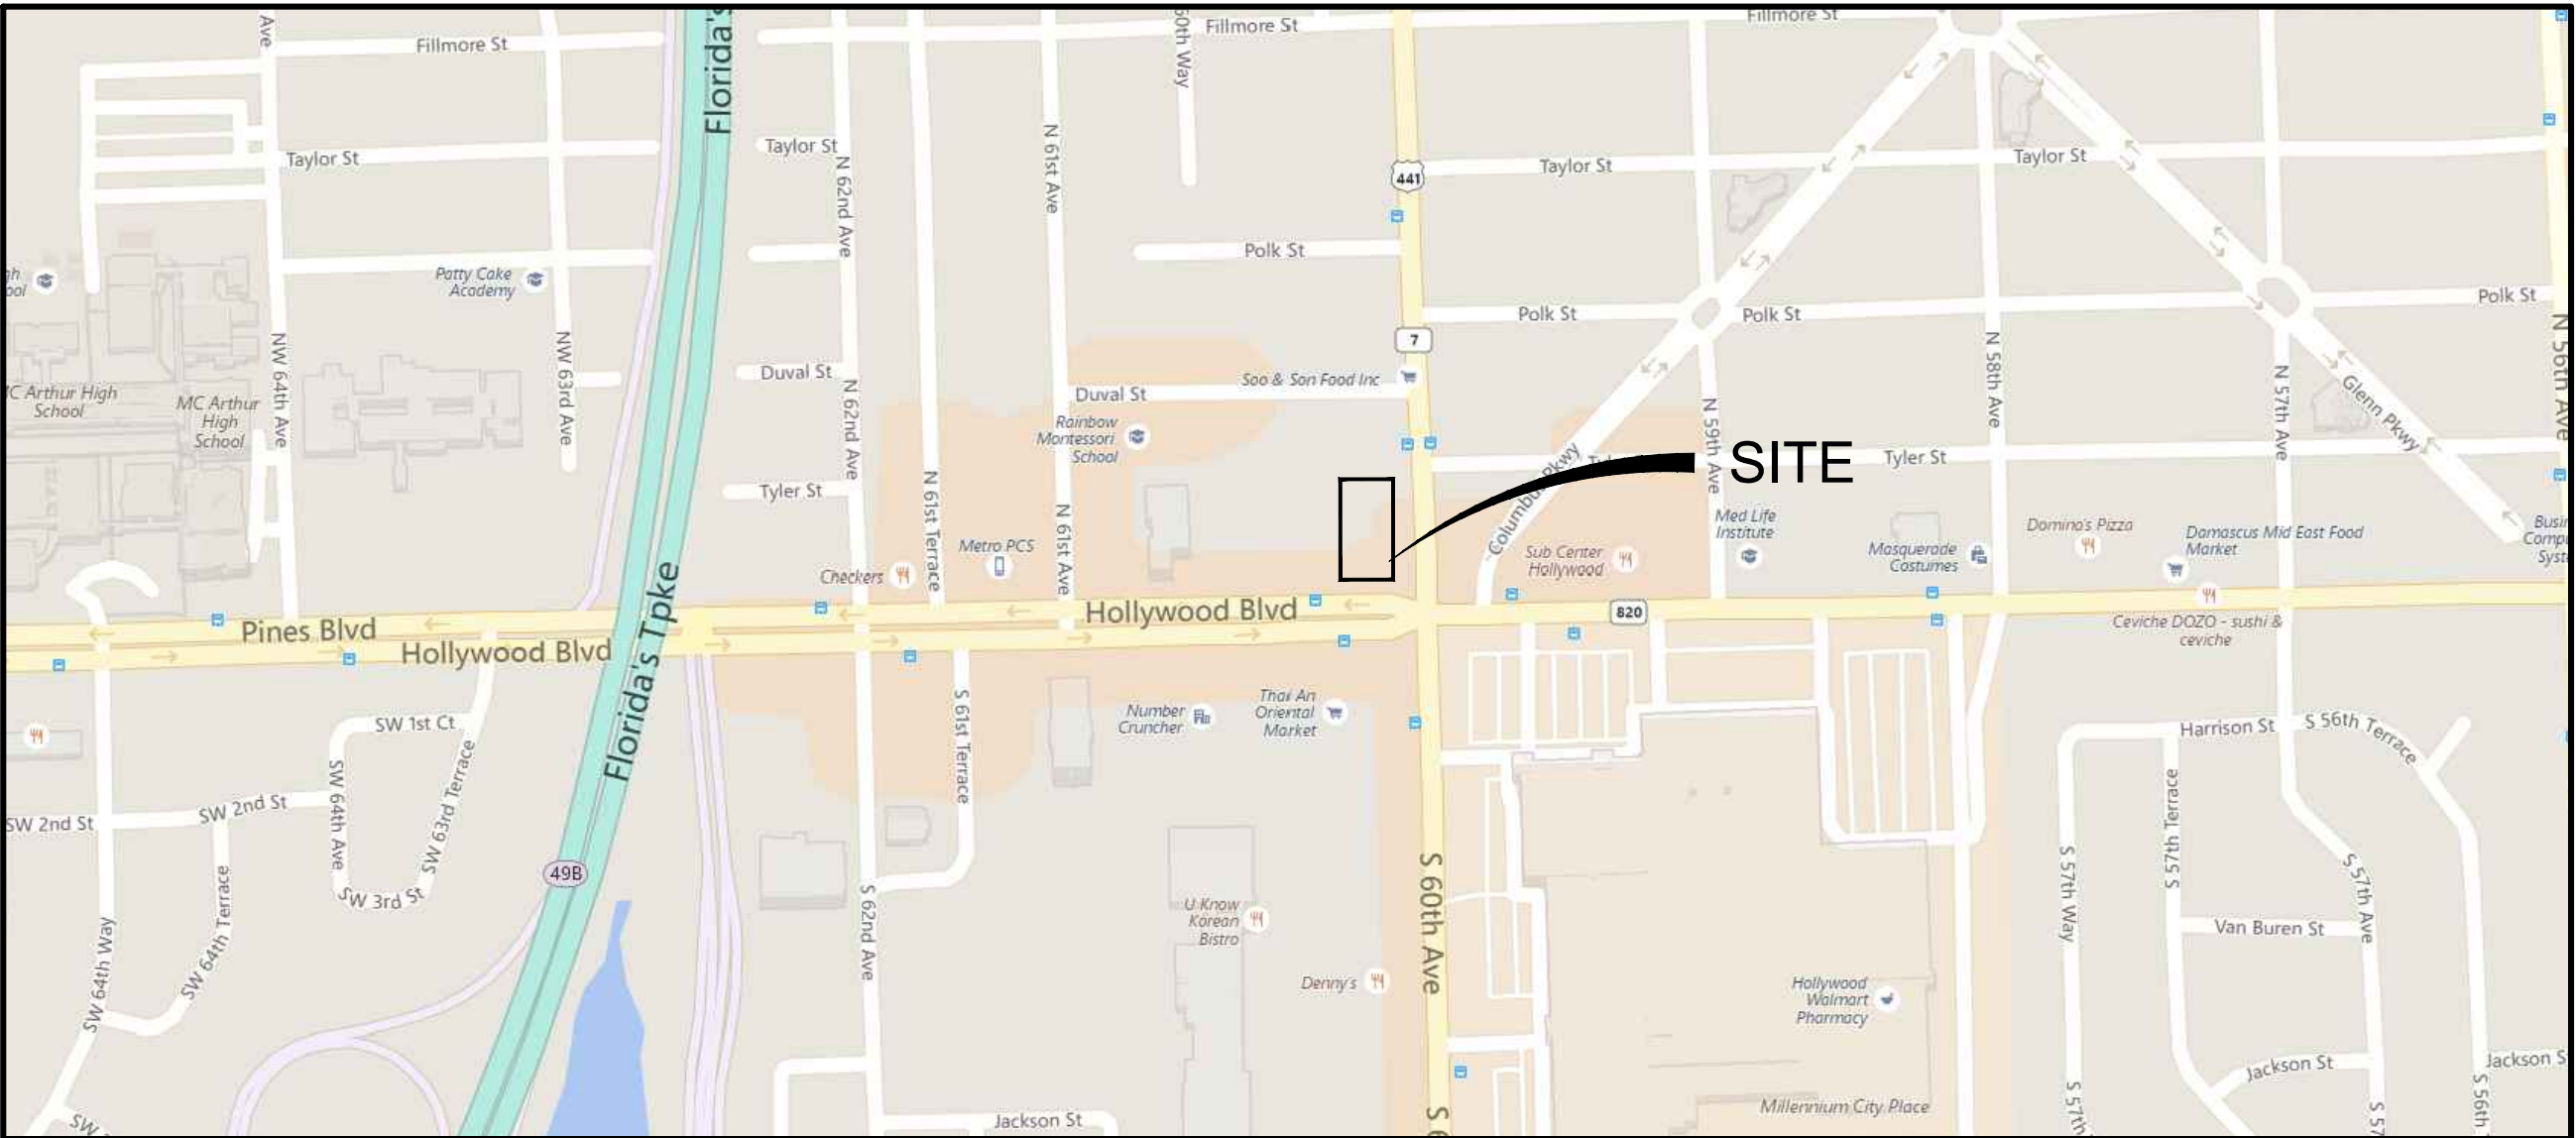 Ave
Fillmore St
Florida's
Fillmore St
60th Way
Fillmore St
Taylor St
Taylor St
N 62nd Ave
N 61st Ave
441
Taylor St
Taylor St
Polk St
Patty Cake
Academy
Polk St
Polk St
Polk St
7
NW 64th Ave
NW 63rd Ave
MC Arthur
High
School
C Arthur High
School
Duval St
N 62nd Ave
Duval St
Soo & Son Food Inc
Rainbow
Montessori
School
N 58th Ave
N 57th Ave
Glenn Pkwy
N 56th Ave
N 59th Ave
Columbus Pkwy
SITE
Tyler St
Tyler St
N 61st Terrace
N 61st Ave
Metro PCS
Checkers
Sub Center
Hollywood
Med Life
Institute
Masquerade
Costumes
Domino's Pizza
Damascus Mid East Food
Market
Pines Blvd
Hollywood Blvd
Hollywood Blvd
820
Ceviche DOZO - sushi &
ceviche
Florida's Tpke
SW 1st Ct
S 61st Terrace
Number
Cruncher
Thai An
Oriental
Market
Harrison St
S 56th Terrace
SW 2nd St
SW 2nd St
SW 64th Ave
SW 63rd Terrace
SW 3rd St
49B
SW 64th Terrace
SW 64th Way
S 62nd Ave
U Know
Korean
Bistro
Denny's
S 60th Ave
Hollywood
Walmart
Pharmacy
S 57th Way
S 57th Terrace
S 57th Ave
Van Buren St
Jackson St
Jackson S
Jackson St
Millennium City Place
S 57th
S 56th
S 57
S 6
SW